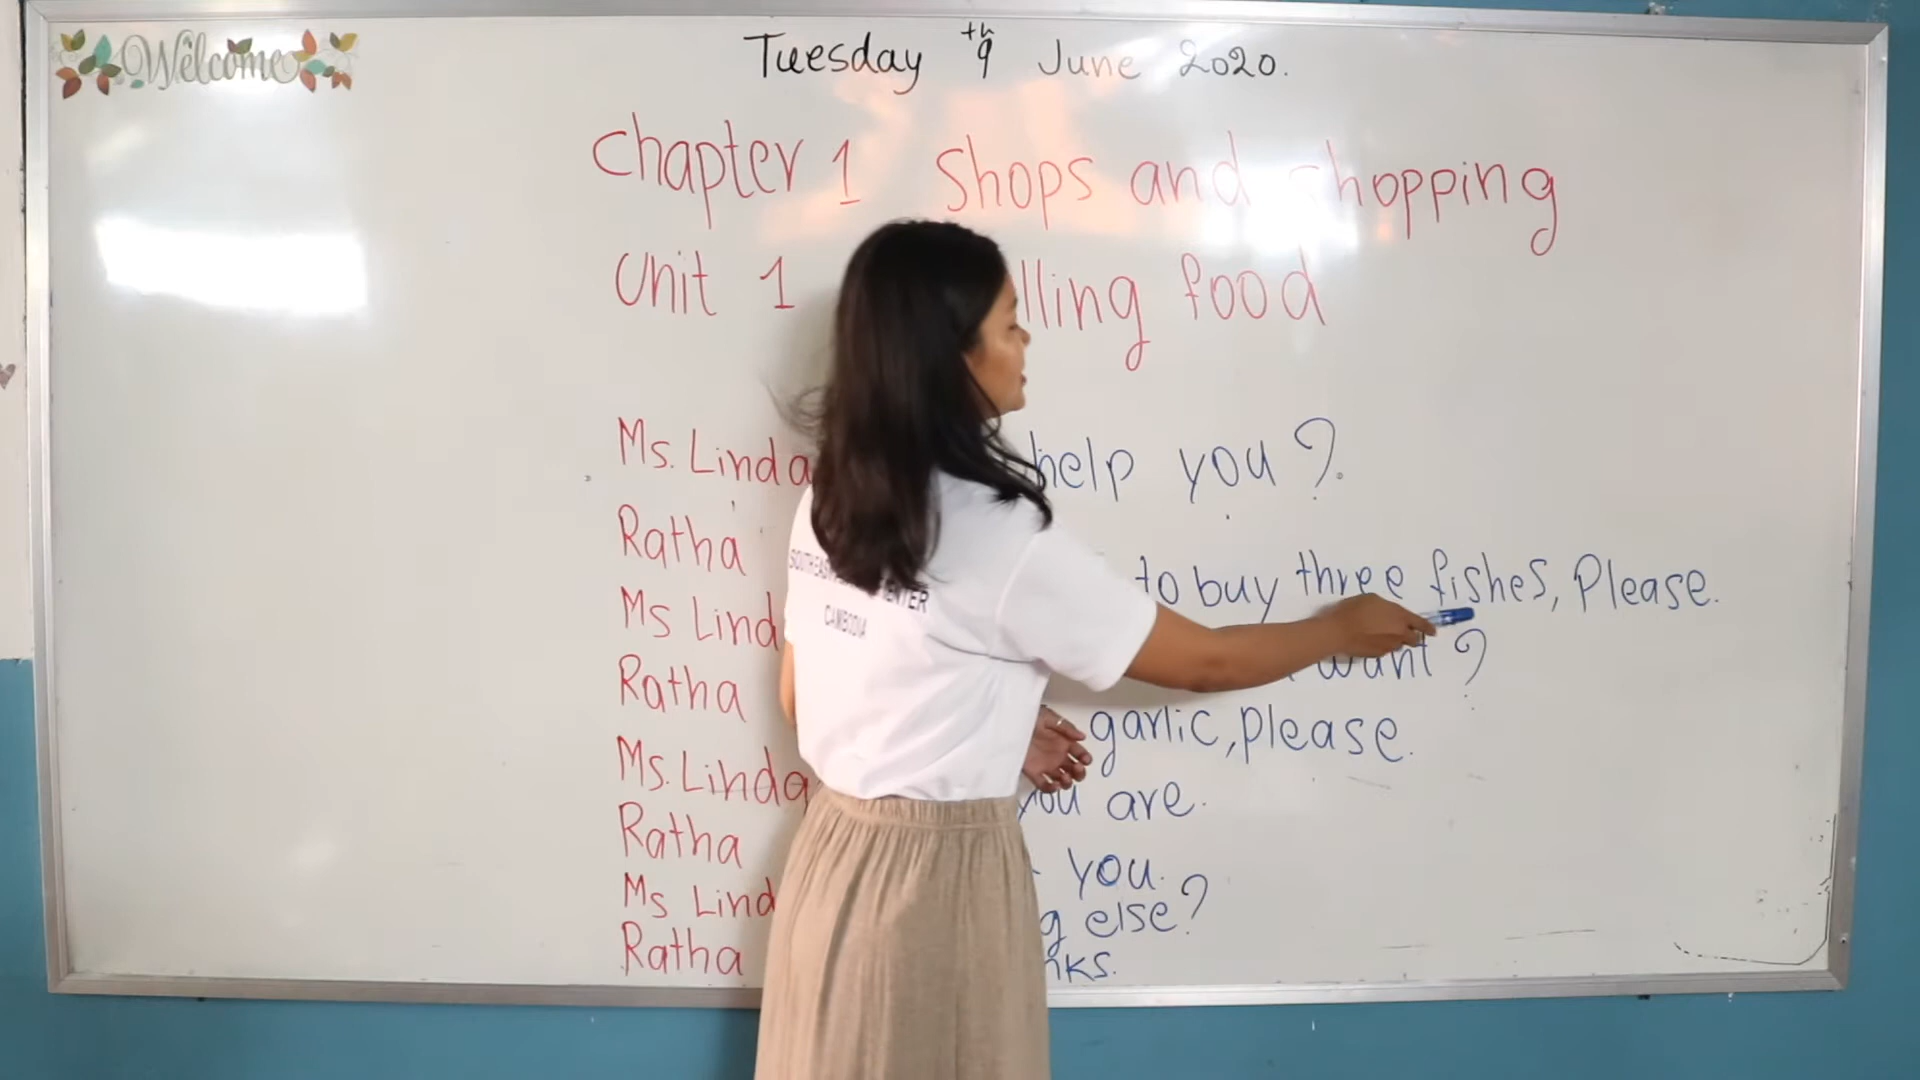 Welcome
Tuesday 9th June 2020.
Chapter 1 Shops and shopping
Unit 1 lling food
Ms. Linda help you?
Ratha to buy three fishes, Please.
Ms Lind want?
Ratha garlic, please.
Ms. Linda you are.
Ratha you.
Ms Lind g else?
Ratha nks.
CAMBODIA